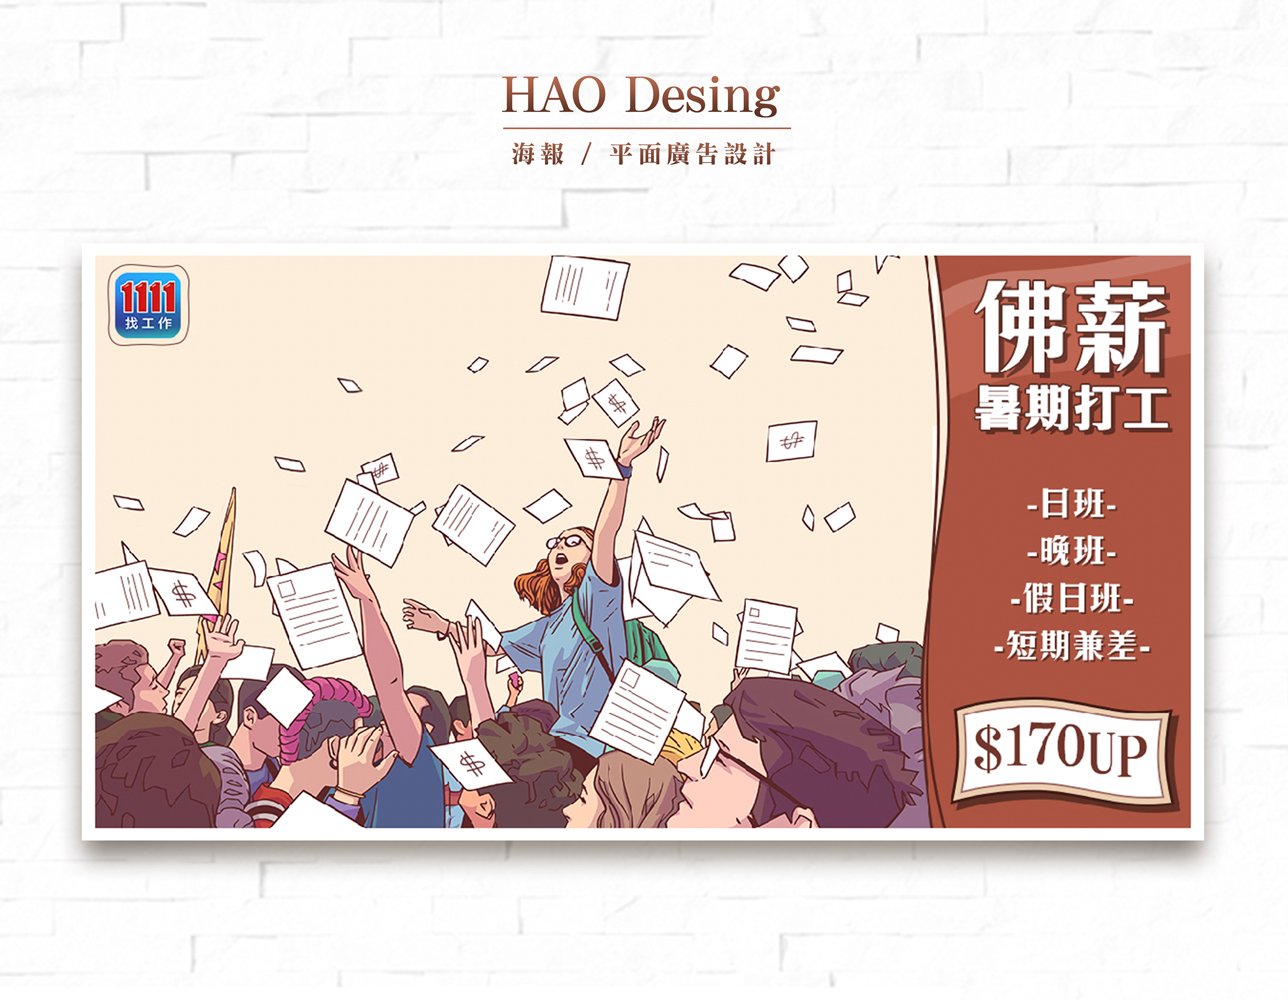 HAO Desing
海報 / 平面廣告設計
1111
找工作
佛薪
暑期打工
-日班-
-晚班-
-假日班-
-短期兼差-
$170UP
$
$
$
$
$
$